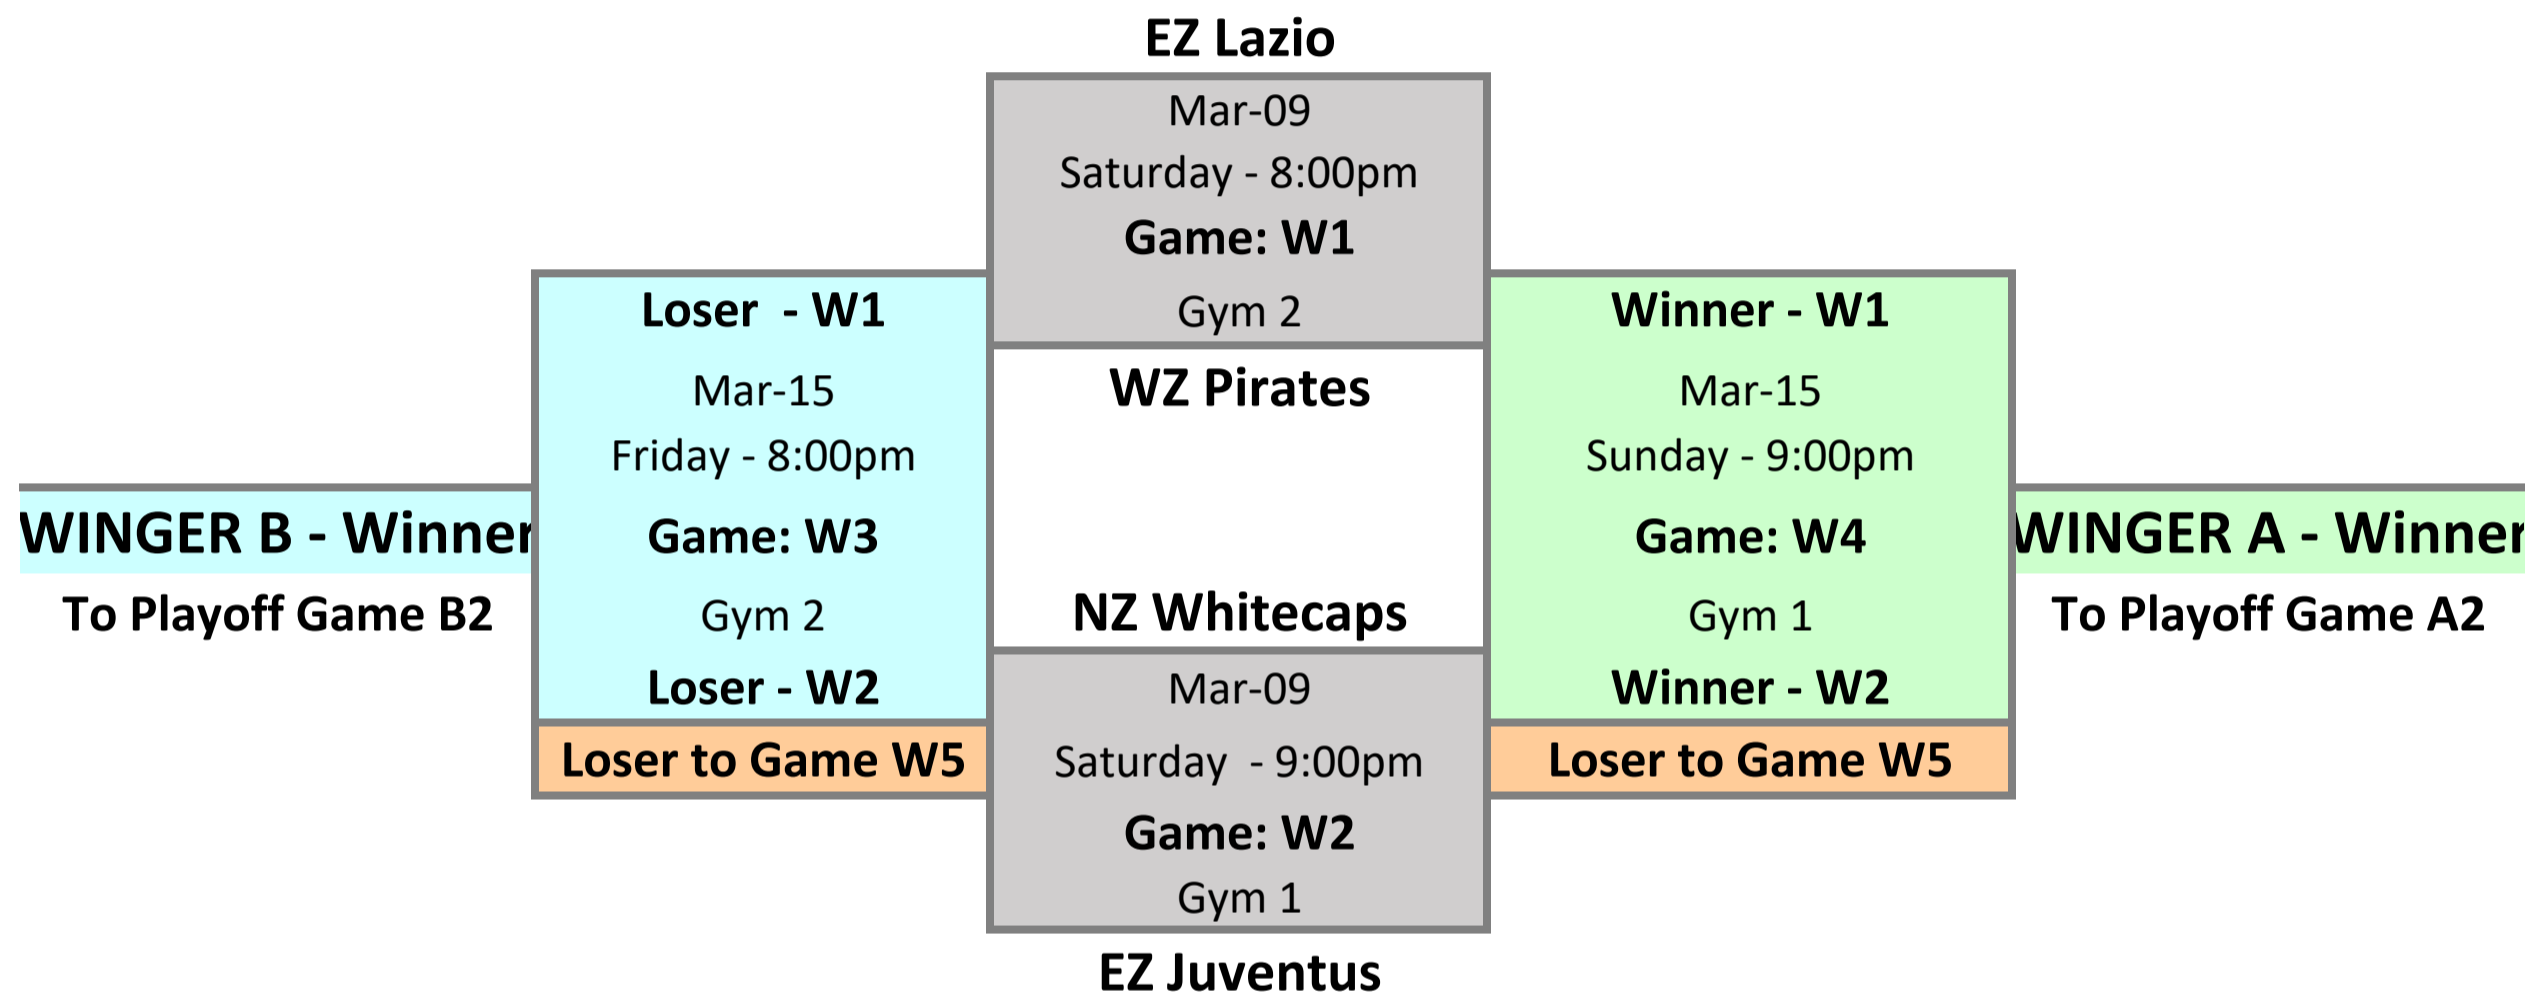 EZ Lazio
Mar-09
Saturday - 8:00pm
Game: W1
Gym 2
WZ Pirates
Loser - W1
Mar-15
Friday - 8:00pm
Game: W3
Gym 2
Loser - W2
Loser to Game W5
WINGER B - Winner
To Playoff Game B2
Winner - W1
Mar-15
Sunday - 9:00pm
Game: W4
Gym 1
Winner - W2
Loser to Game W5
WINGER A - Winner
To Playoff Game A2
NZ Whitecaps
Mar-09
Saturday - 9:00pm
Game: W2
Gym 1
EZ Juventus